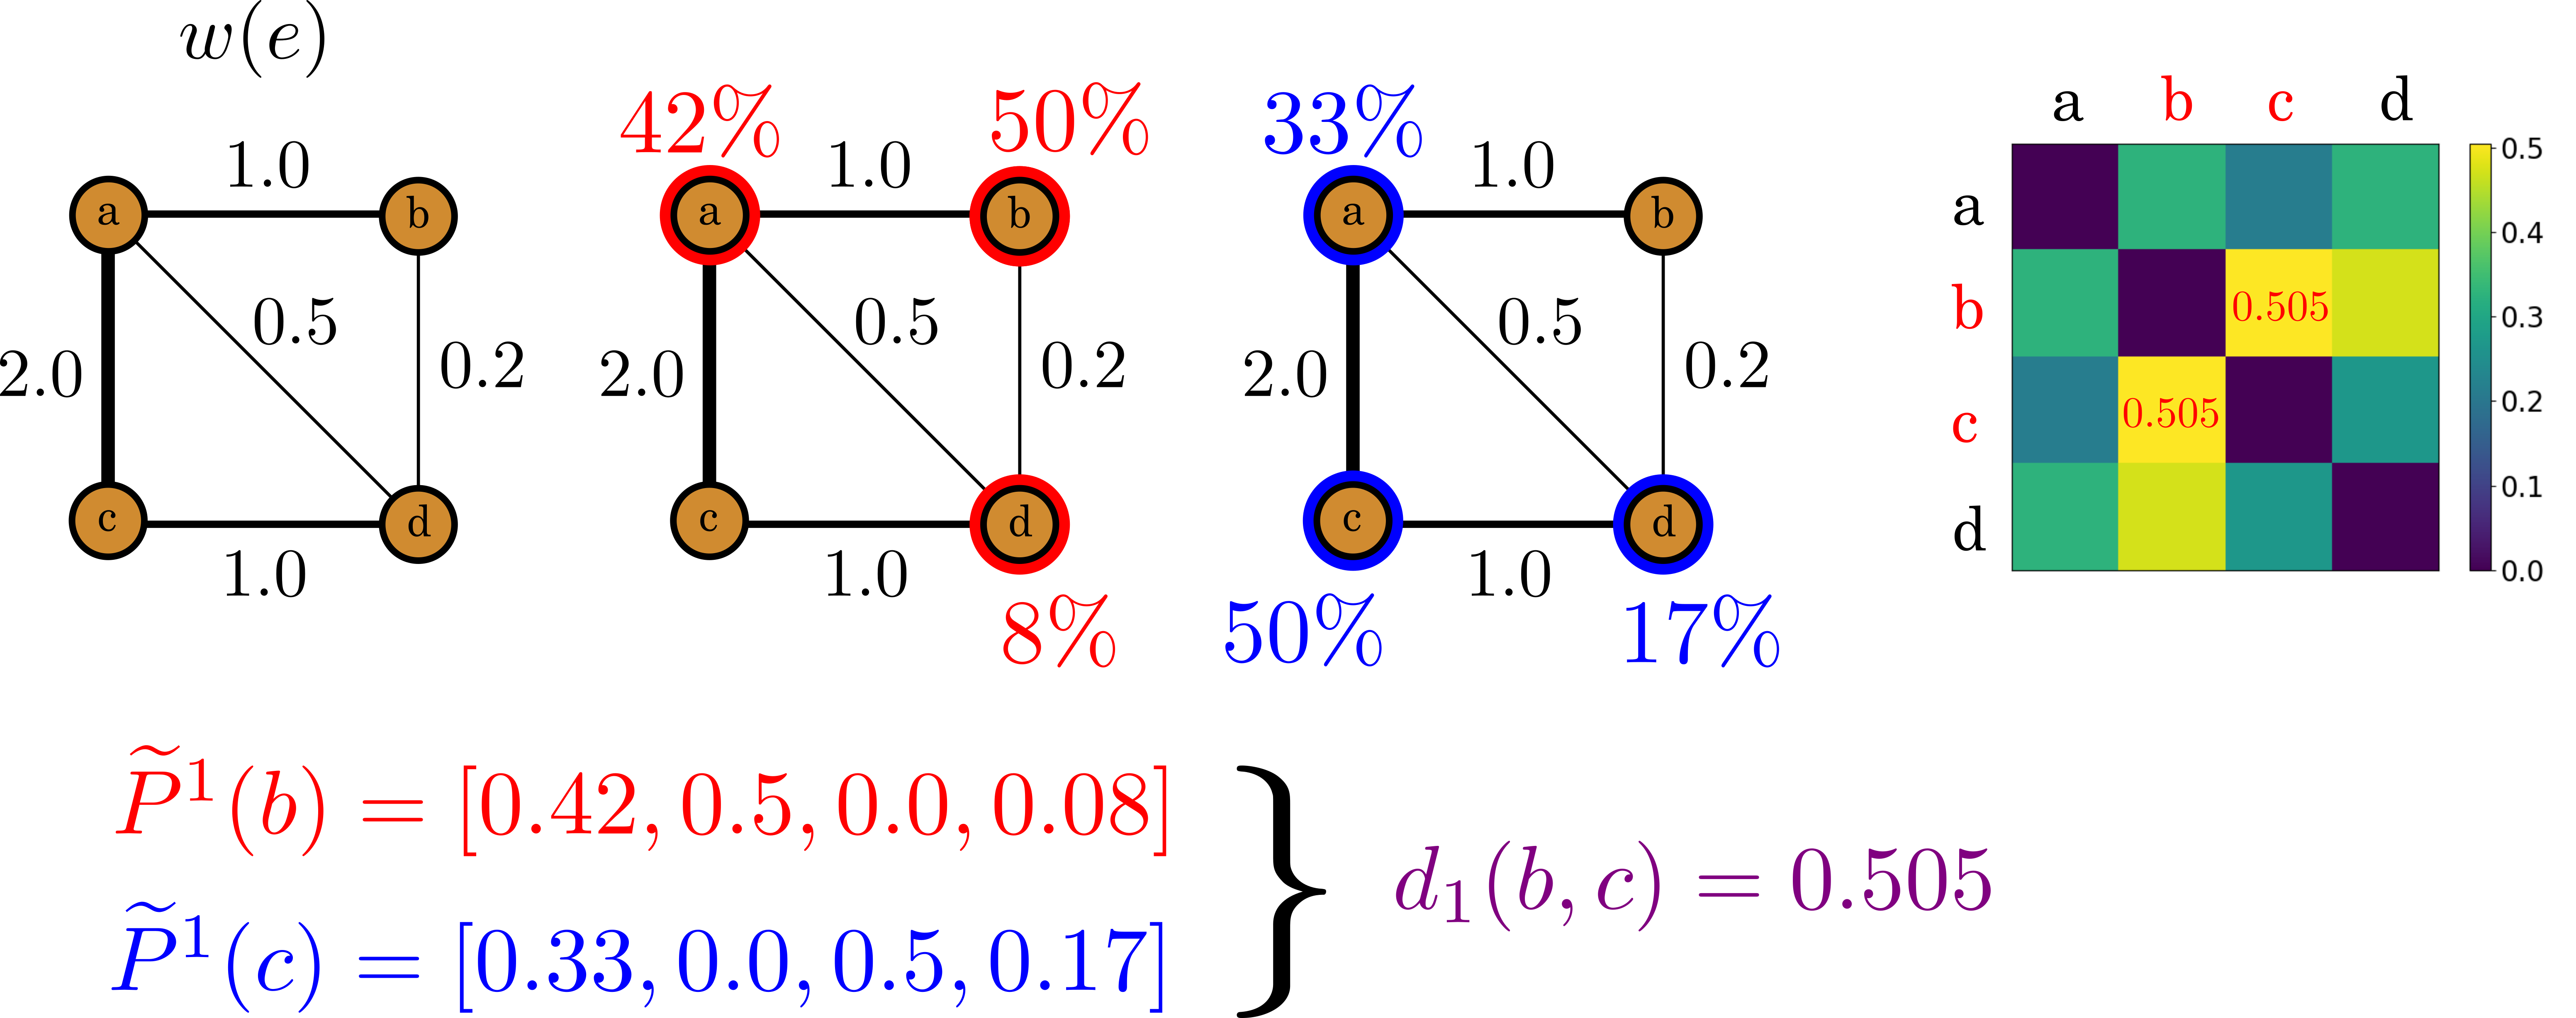 w(e)
42% 50% 33%
a b c d
1.0 1.0 1.0
a b a b a b
a
b
c
d
0.505
0.505
0.5
0.4
0.3
0.2
0.1
0.0
2.0 0.5 0.2 2.0 0.5 0.2 2.0 0.5 0.2
c d c d c d
1.0 1.0 1.0
8% 50% 17%
P̃¹(b) = [0.42, 0.5, 0.0, 0.08]
P̃¹(c) = [0.33, 0.0, 0.5, 0.17]
d₁(b, c) = 0.505